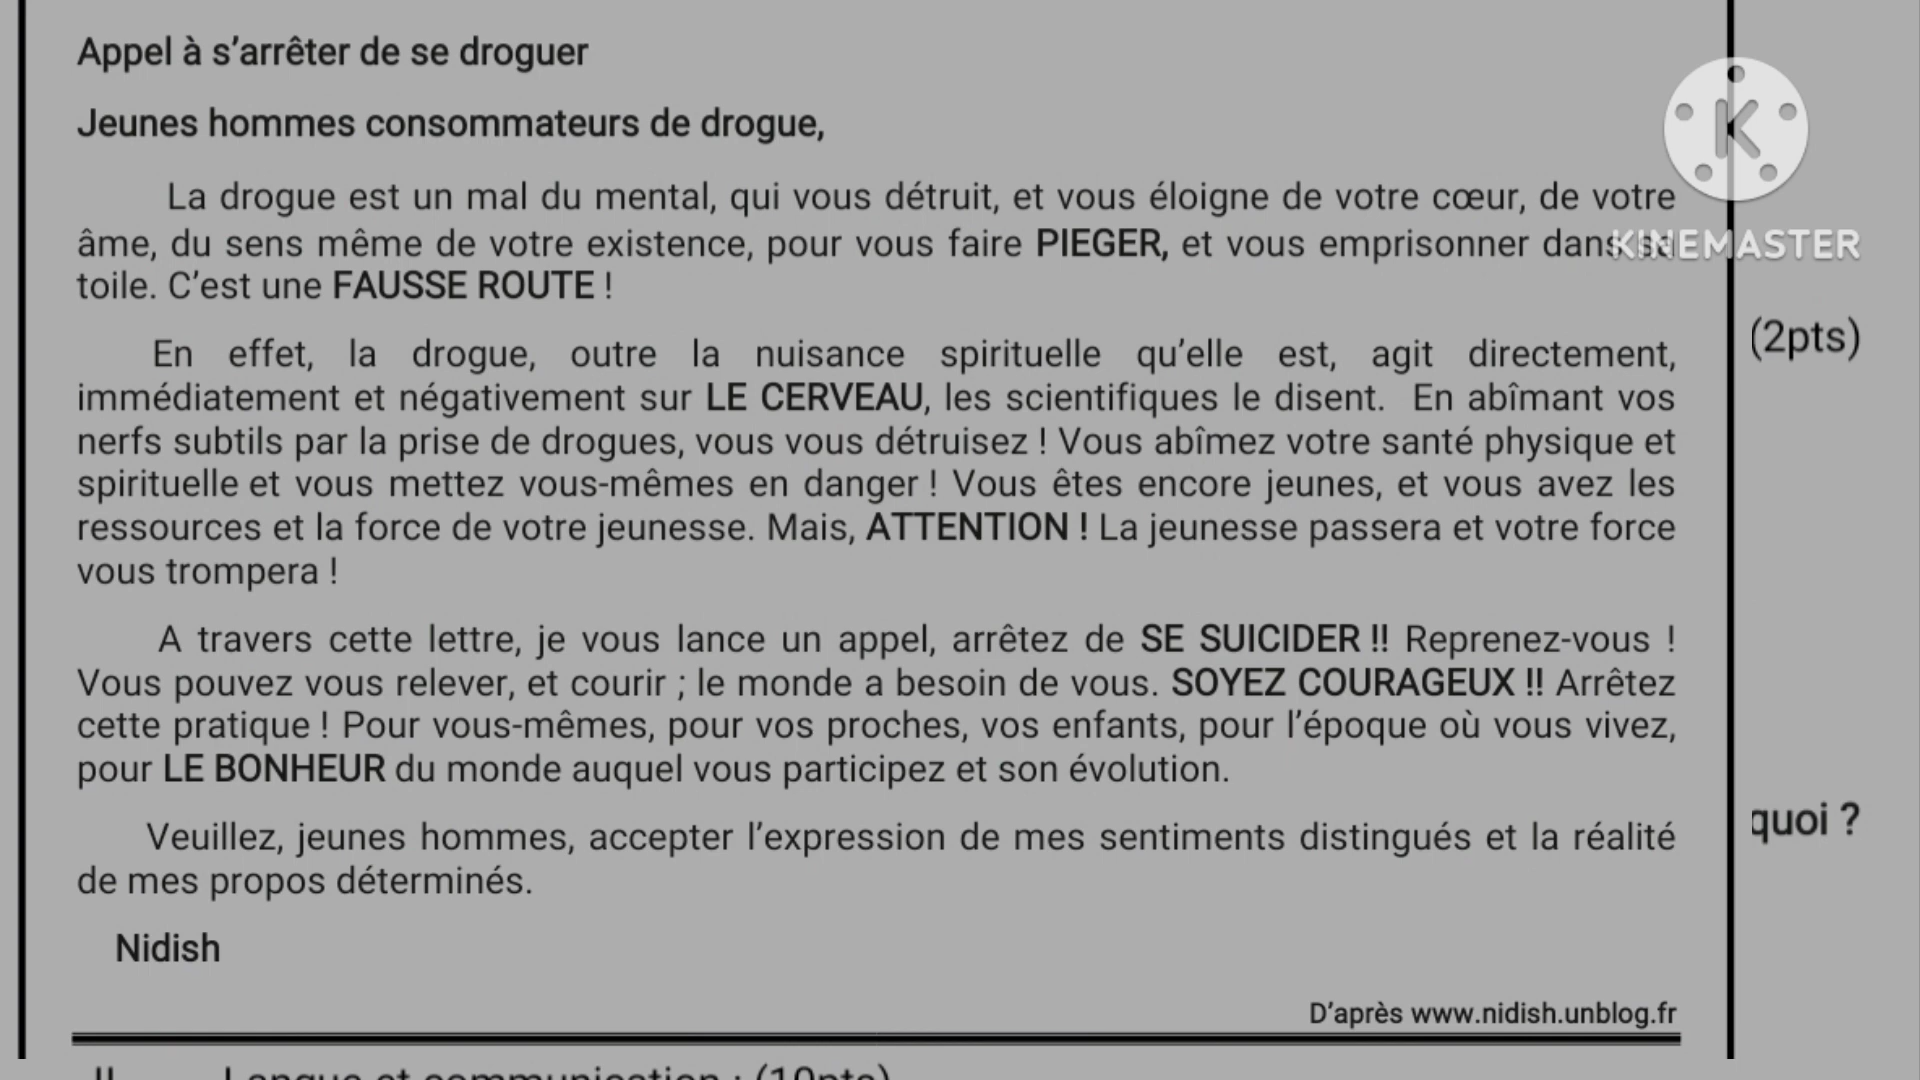 Appel à s’arrêter de se droguer
Jeunes hommes consommateurs de drogue,
La drogue est un mal du mental, qui vous détruit, et vous éloigne de votre cœur, de votre
âme, du sens même de votre existence, pour vous faire PIEGER, et vous emprisonner dans
KINEMASTER
toile. C’est une FAUSSE ROUTE !
(2pts)
En effet, la drogue, outre la nuisance spirituelle qu’elle est, agit directement,
immédiatement et négativement sur LE CERVEAU, les scientifiques le disent. En abîmant vos
nerfs subtils par la prise de drogues, vous vous détruisez ! Vous abîmez votre santé physique et
spirituelle et vous mettez vous-mêmes en danger ! Vous êtes encore jeunes, et vous avez les
ressources et la force de votre jeunesse. Mais, ATTENTION ! La jeunesse passera et votre force
vous trompera !
A travers cette lettre, je vous lance un appel, arrêtez de SE SUICIDER !! Reprenez-vous !
Vous pouvez vous relever, et courir ; le monde a besoin de vous. SOYEZ COURAGEUX !! Arrêtez
cette pratique ! Pour vous-mêmes, pour vos proches, vos enfants, pour l’époque où vous vivez,
pour LE BONHEUR du monde auquel vous participez et son évolution.
quoi ?
Veuillez, jeunes hommes, accepter l’expression de mes sentiments distingués et la réalité
de mes propos déterminés.
Nidish
D’après www.nidish.unblog.fr
II Langue et communication : (10pts)